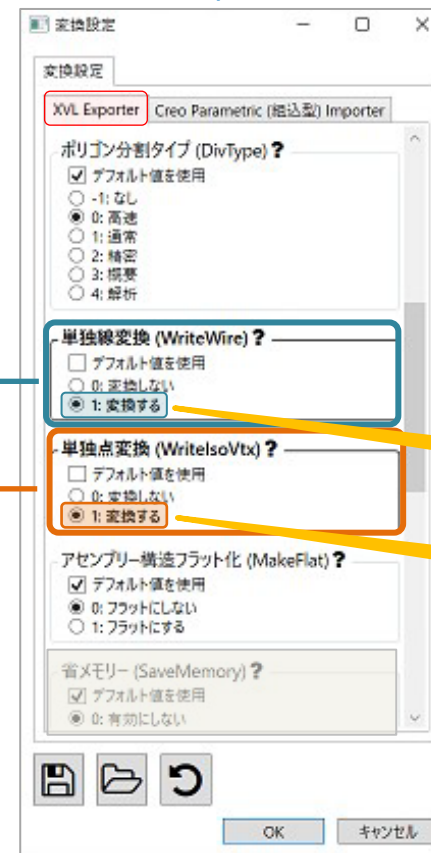 変換設定
変換設定
XVL Exporter
Creo Parametric (組込型) Importer
ポリゴン分割タイプ (DivType) ?
デフォルト値を使用
-1: なし
0: 高速
1: 通常
2: 精密
3: 概要
4: 解析
単独線変換 (WriteWire) ?
デフォルト値を使用
0: 変換しない
1: 変換する
単独点変換 (WriteIsoVtx) ?
デフォルト値を使用
0: 変換しない
1: 変換する
アセンブリー構造フラット化 (MakeFlat) ?
デフォルト値を使用
0: フラットにしない
1: フラットにする
省メモリー (SaveMemory) ?
デフォルト値を使用
0: 有効にしない
OK
キャンセル